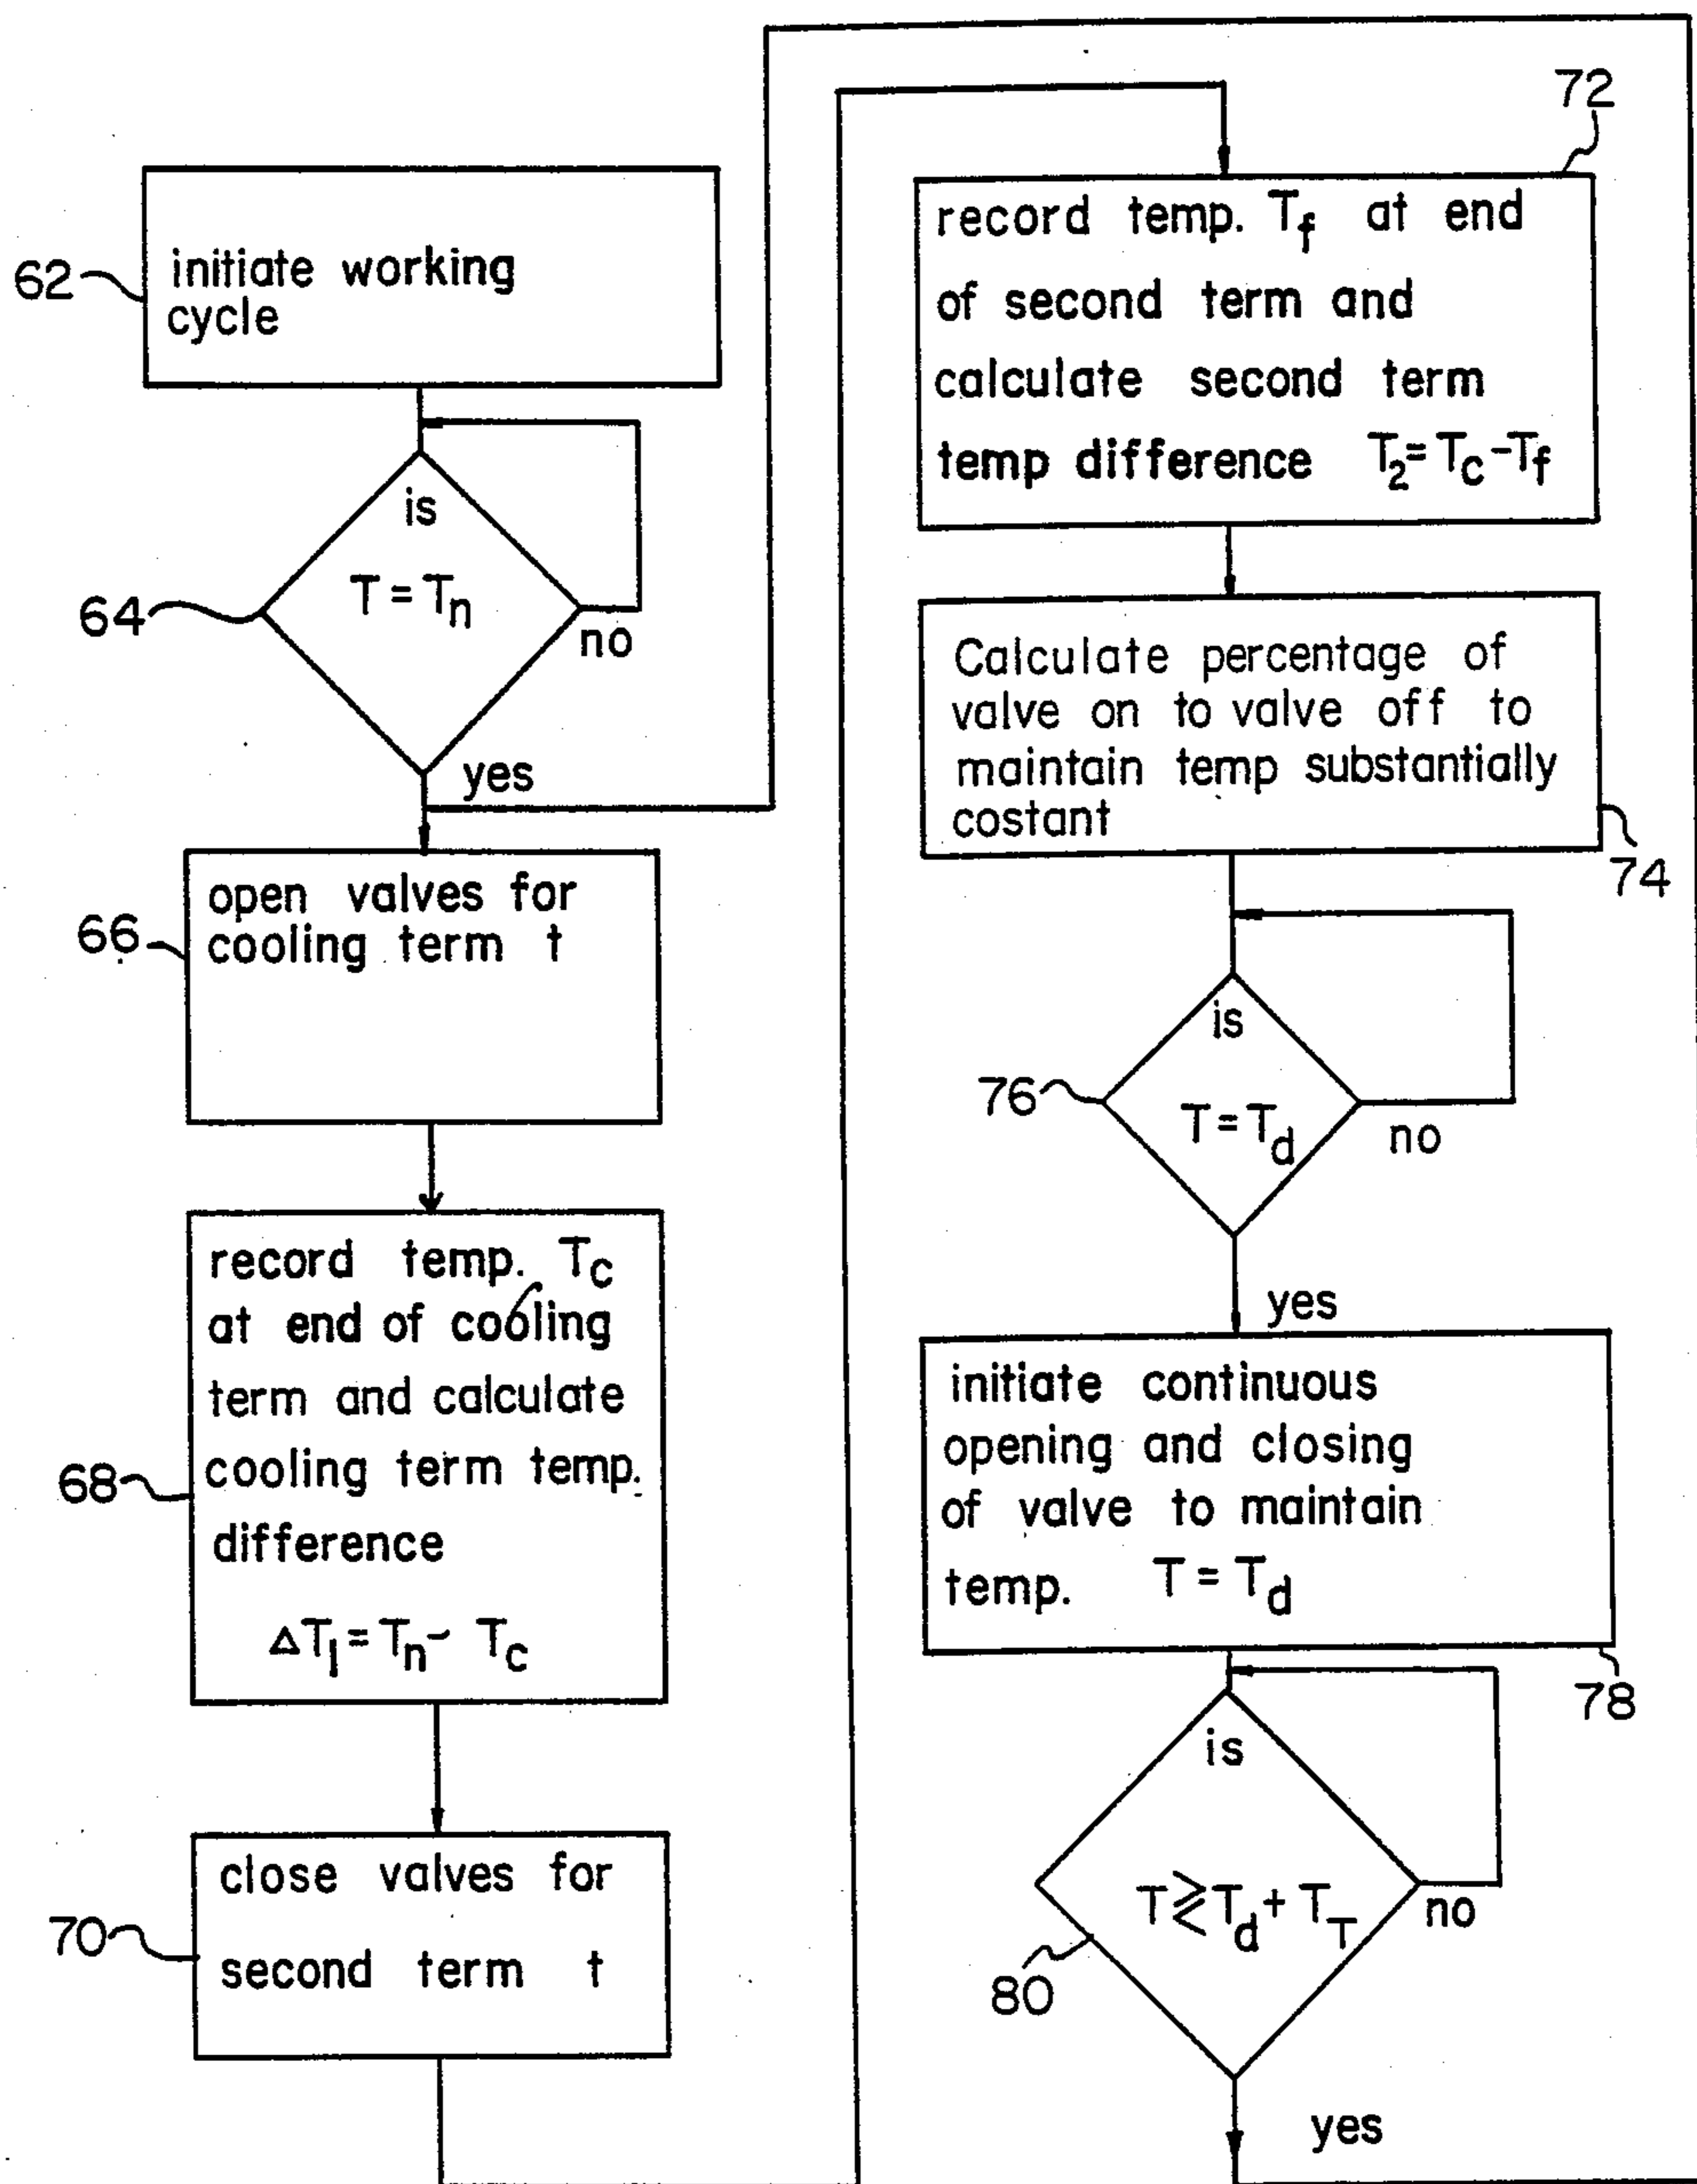 62
initiate working
cycle
64
is
T = Tn
no
yes
66
open valves for
cooling term t
68
record temp. Tc
at end of cooling
term and calculate
cooling term temp.
difference
ΔT1 = Tn - Tc
70
close valves for
second term t
72
record temp. Tf at end
of second term and
calculate second term
temp difference T2 = Tc - Tf
Calculate percentage of
valve on to valve off to
maintain temp substantially
costant
74
76
is
T = Td
no
yes
initiate continuous
opening and closing
of valve to maintain
temp. T = Td
78
is
T ⪌ Td + TT
no
80
yes